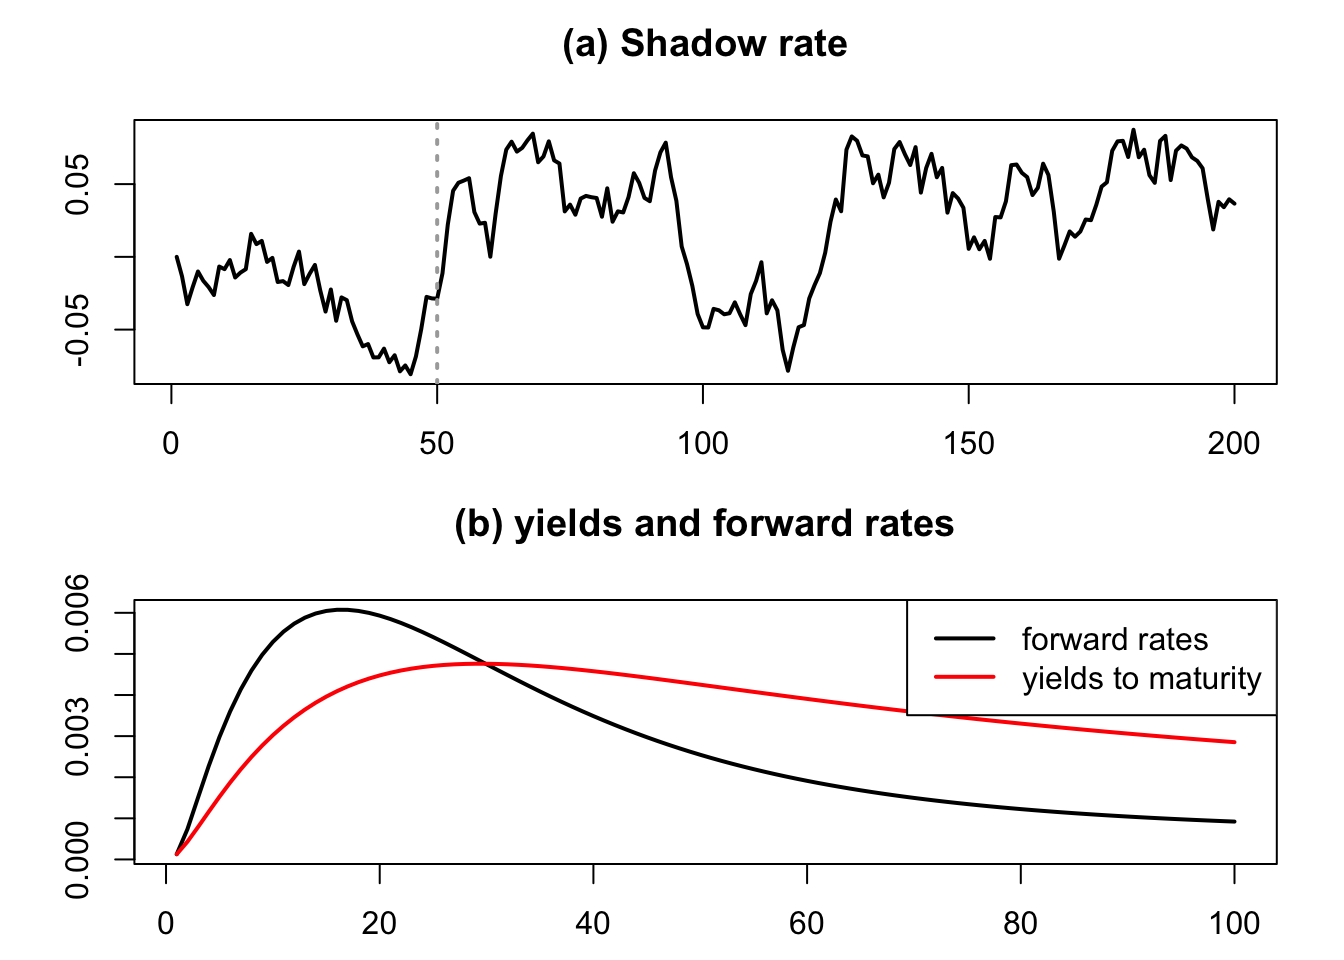 (a) Shadow rate
0.05
-0.05
0 50 100 150 200
(b) yields and forward rates
0.006
0.003
0.000
forward rates
yields to maturity
0 20 40 60 80 100